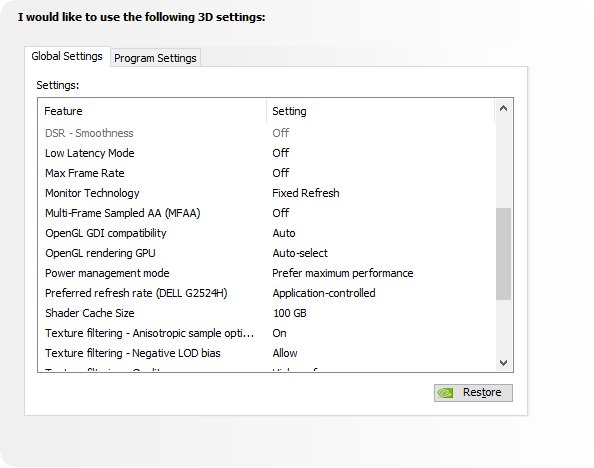 I would like to use the following 3D settings:
Global Settings Program Settings
Settings:
Feature Setting
DSR - Smoothness Off
Low Latency Mode Off
Max Frame Rate Off
Monitor Technology Fixed Refresh
Multi-Frame Sampled AA (MFAA) Off
OpenGL GDI compatibility Auto
OpenGL rendering GPU Auto-select
Power management mode Prefer maximum performance
Preferred refresh rate (DELL G2524H) Application-controlled
Shader Cache Size 100 GB
Texture filtering - Anisotropic sample opti... On
Texture filtering - Negative LOD bias Allow
Restore